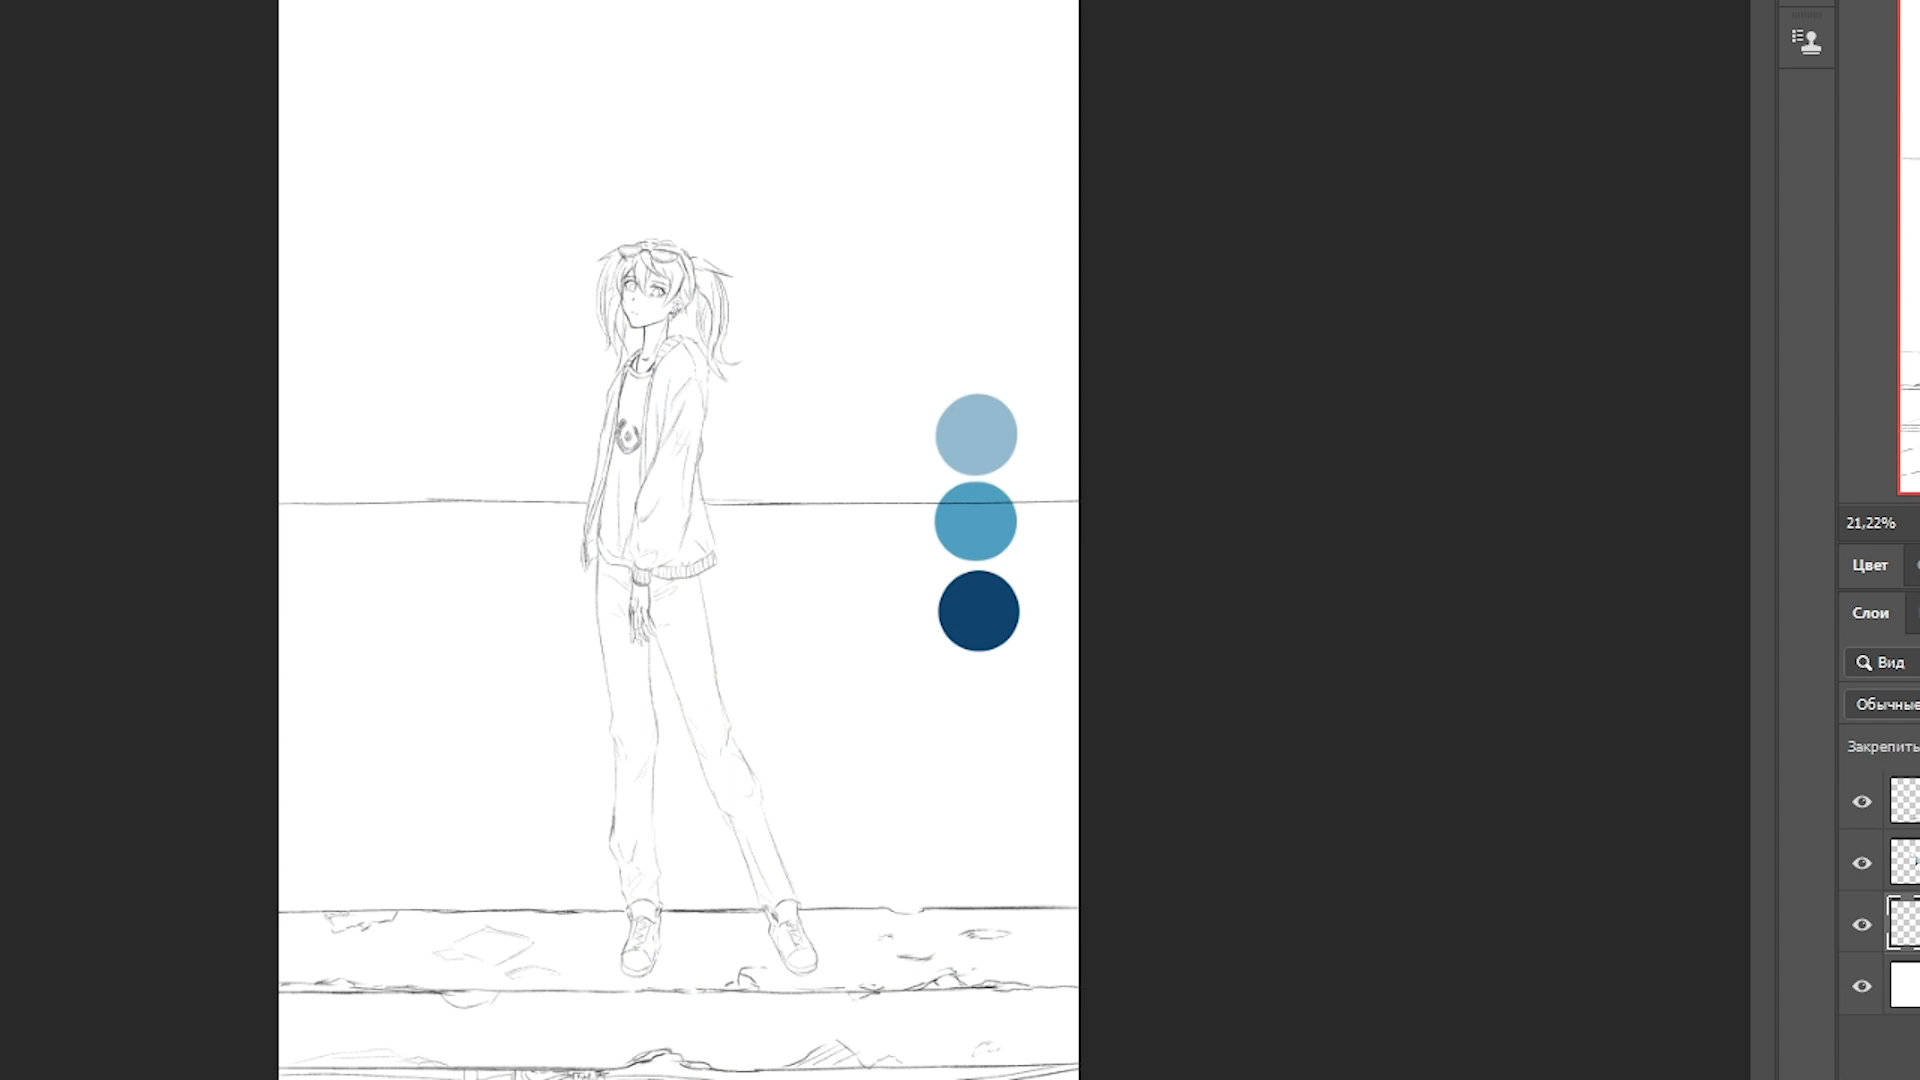 21,22%
Цвет
Слои
Вид
Обычные
Закрепить